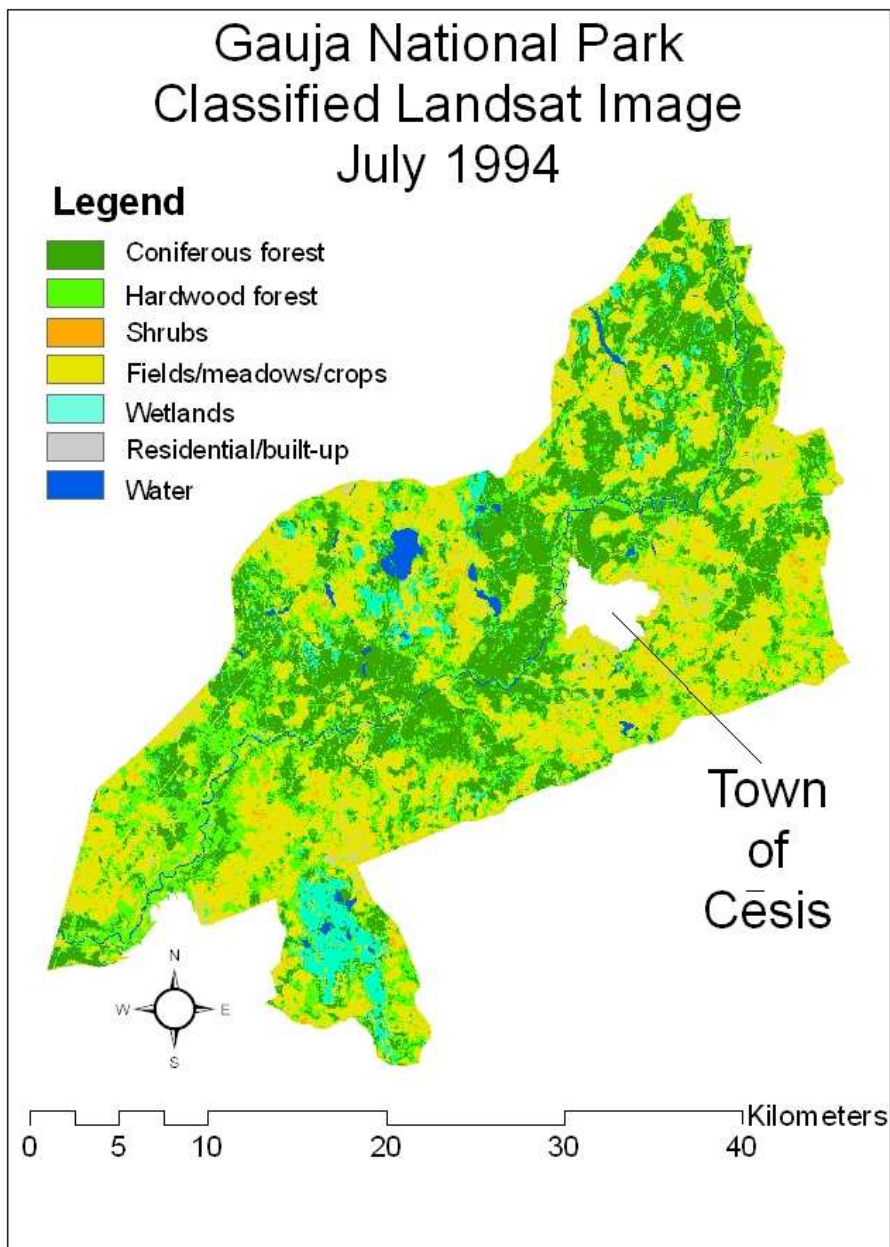 Gauja National Park
Classified Landsat Image
July 1994
Legend
Coniferous forest
Hardwood forest
Shrubs
Fields/meadows/crops
Wetlands
Residential/built-up
Water
Town
of
Cēsis
N
W E
S
Kilometers
0 5 10 20 30 40